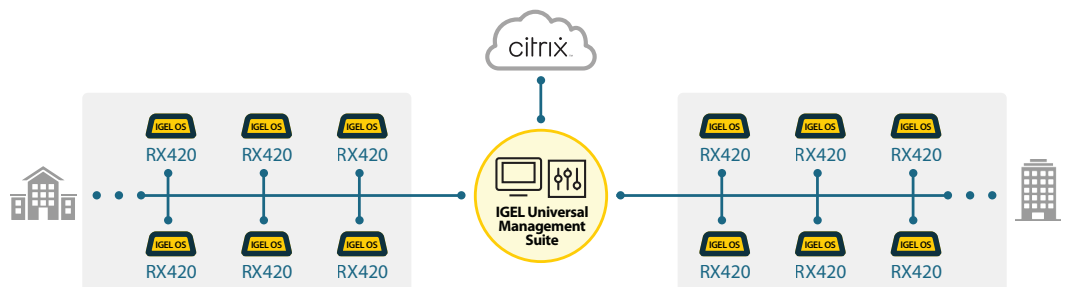 citrix
IGEL OS IGEL OS IGEL OS IGEL OS IGEL OS IGEL OS
RX420 RX420 RX420 RX420 RX420 RX420
IGEL Universal
Management
Suite
IGEL OS IGEL OS IGEL OS IGEL OS IGEL OS IGEL OS
RX420 RX420 RX420 RX420 RX420 RX420